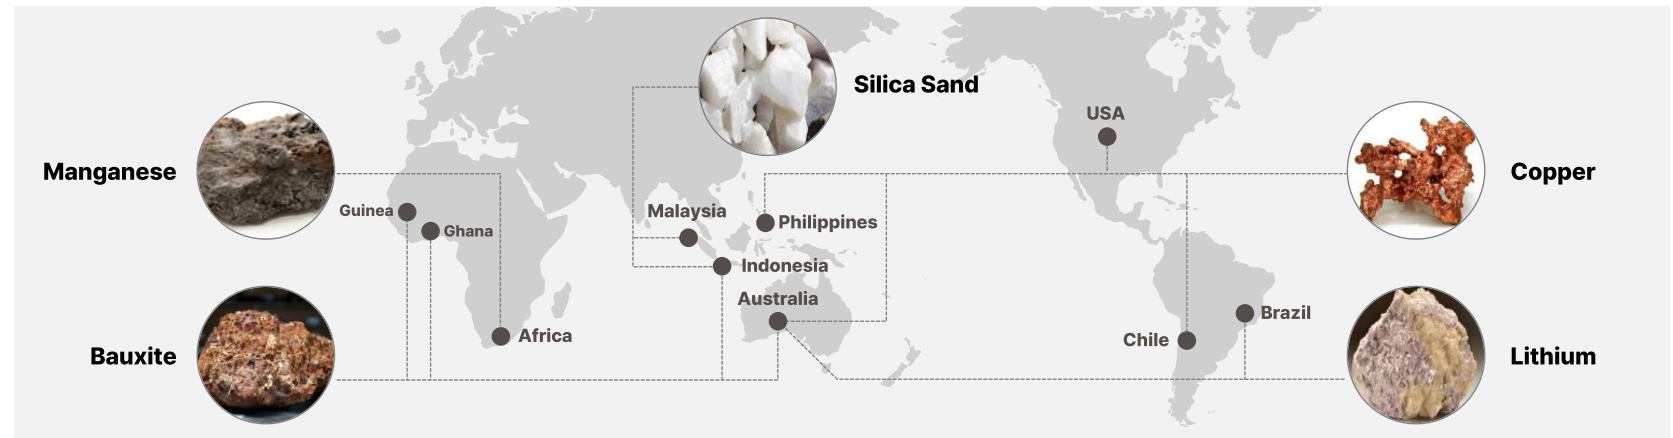 Silica Sand
USA
Manganese
Copper
Guinea
Malaysia
Ghana
Philippines
Indonesia
Australia
Brazil
Africa
Chile
Bauxite
Lithium